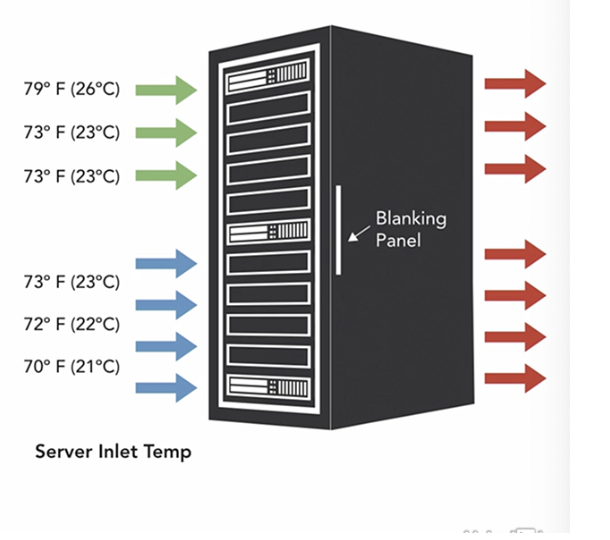 79° F (26°C)
73° F (23°C)
73° F (23°C)
Blanking
Panel
73° F (23°C)
72° F (22°C)
70° F (21°C)
Server Inlet Temp